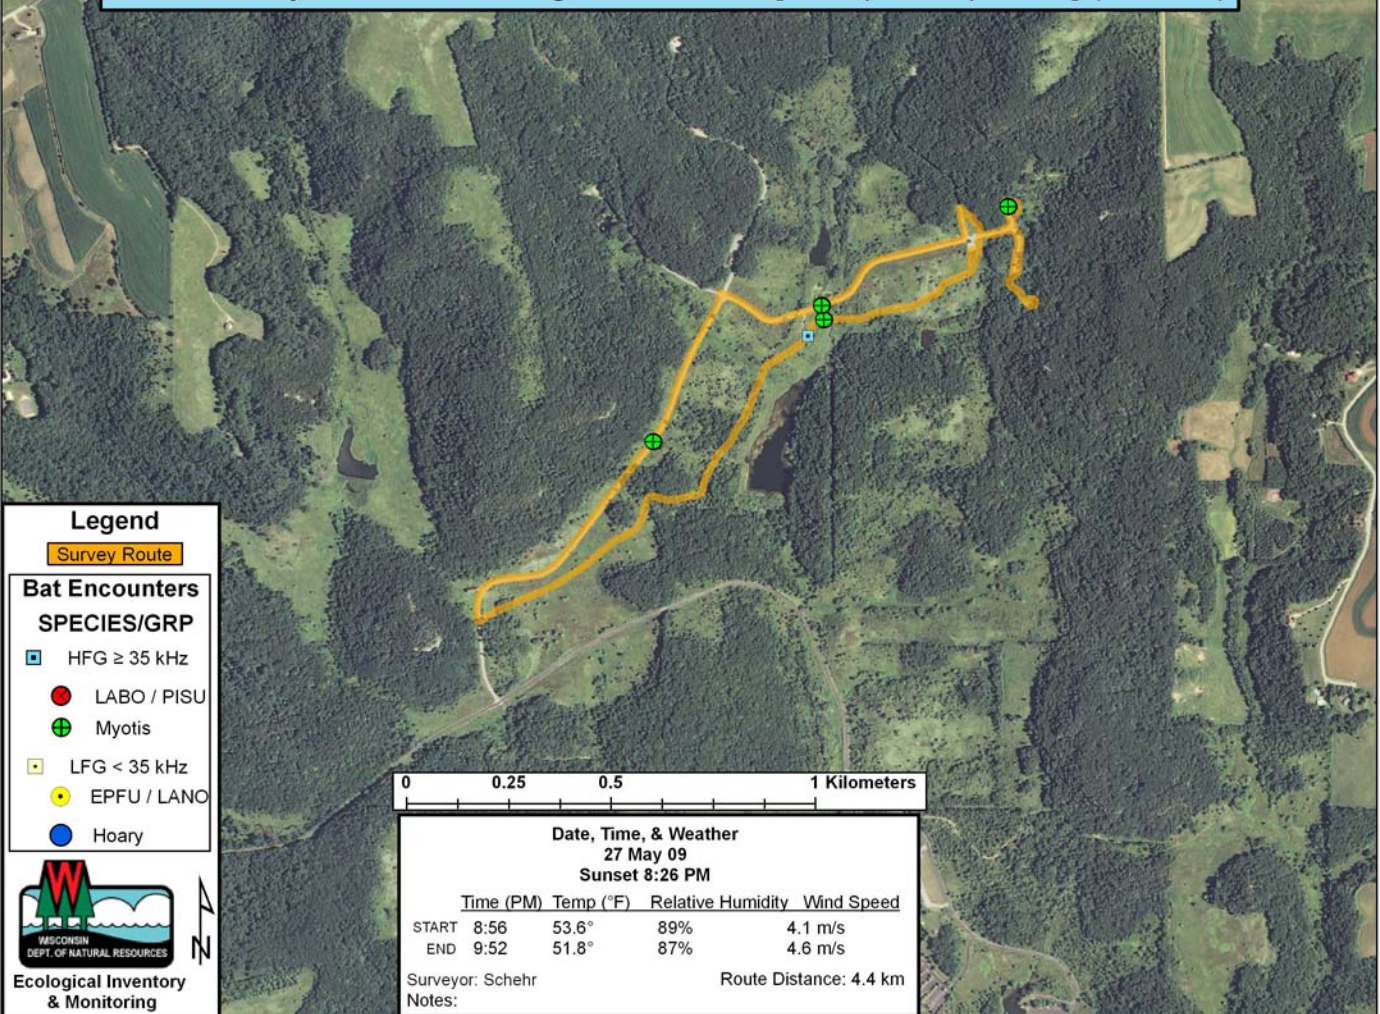 Legend
Survey Route
Bat Encounters
SPECIES/GRP
HFG ≥ 35 kHz
LABO / PISU
Myotis
LFG < 35 kHz
EPFU / LANO
Hoary
W
WISCONSIN
DEPT. OF NATURAL RESOURCES
N
Ecological Inventory
& Monitoring
0 0.25 0.5 1 Kilometers
Date, Time, & Weather
27 May 09
Sunset 8:26 PM
Time (PM) Temp (°F) Relative Humidity Wind Speed
START 8:56 53.6° 89% 4.1 m/s
END 9:52 51.8° 87% 4.6 m/s
Surveyor: Schehr Route Distance: 4.4 km
Notes: